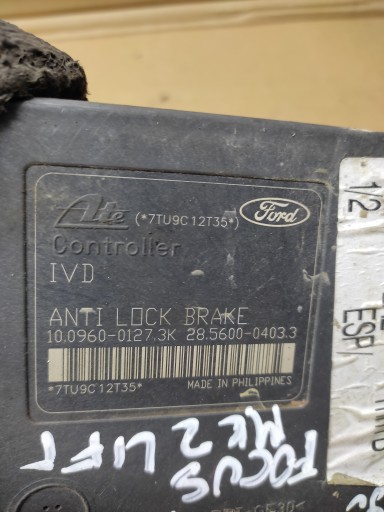 Ate (*7TU9C12T35*) Ford
Controller
IVD
ANTI LOCK BRAKE
10.0960-0127.3K 28.5600-0403.3
*7TU9C12T35* MADE IN PHILIPPINES
1/2
ESP/
FOCUS
MK2 LIFT